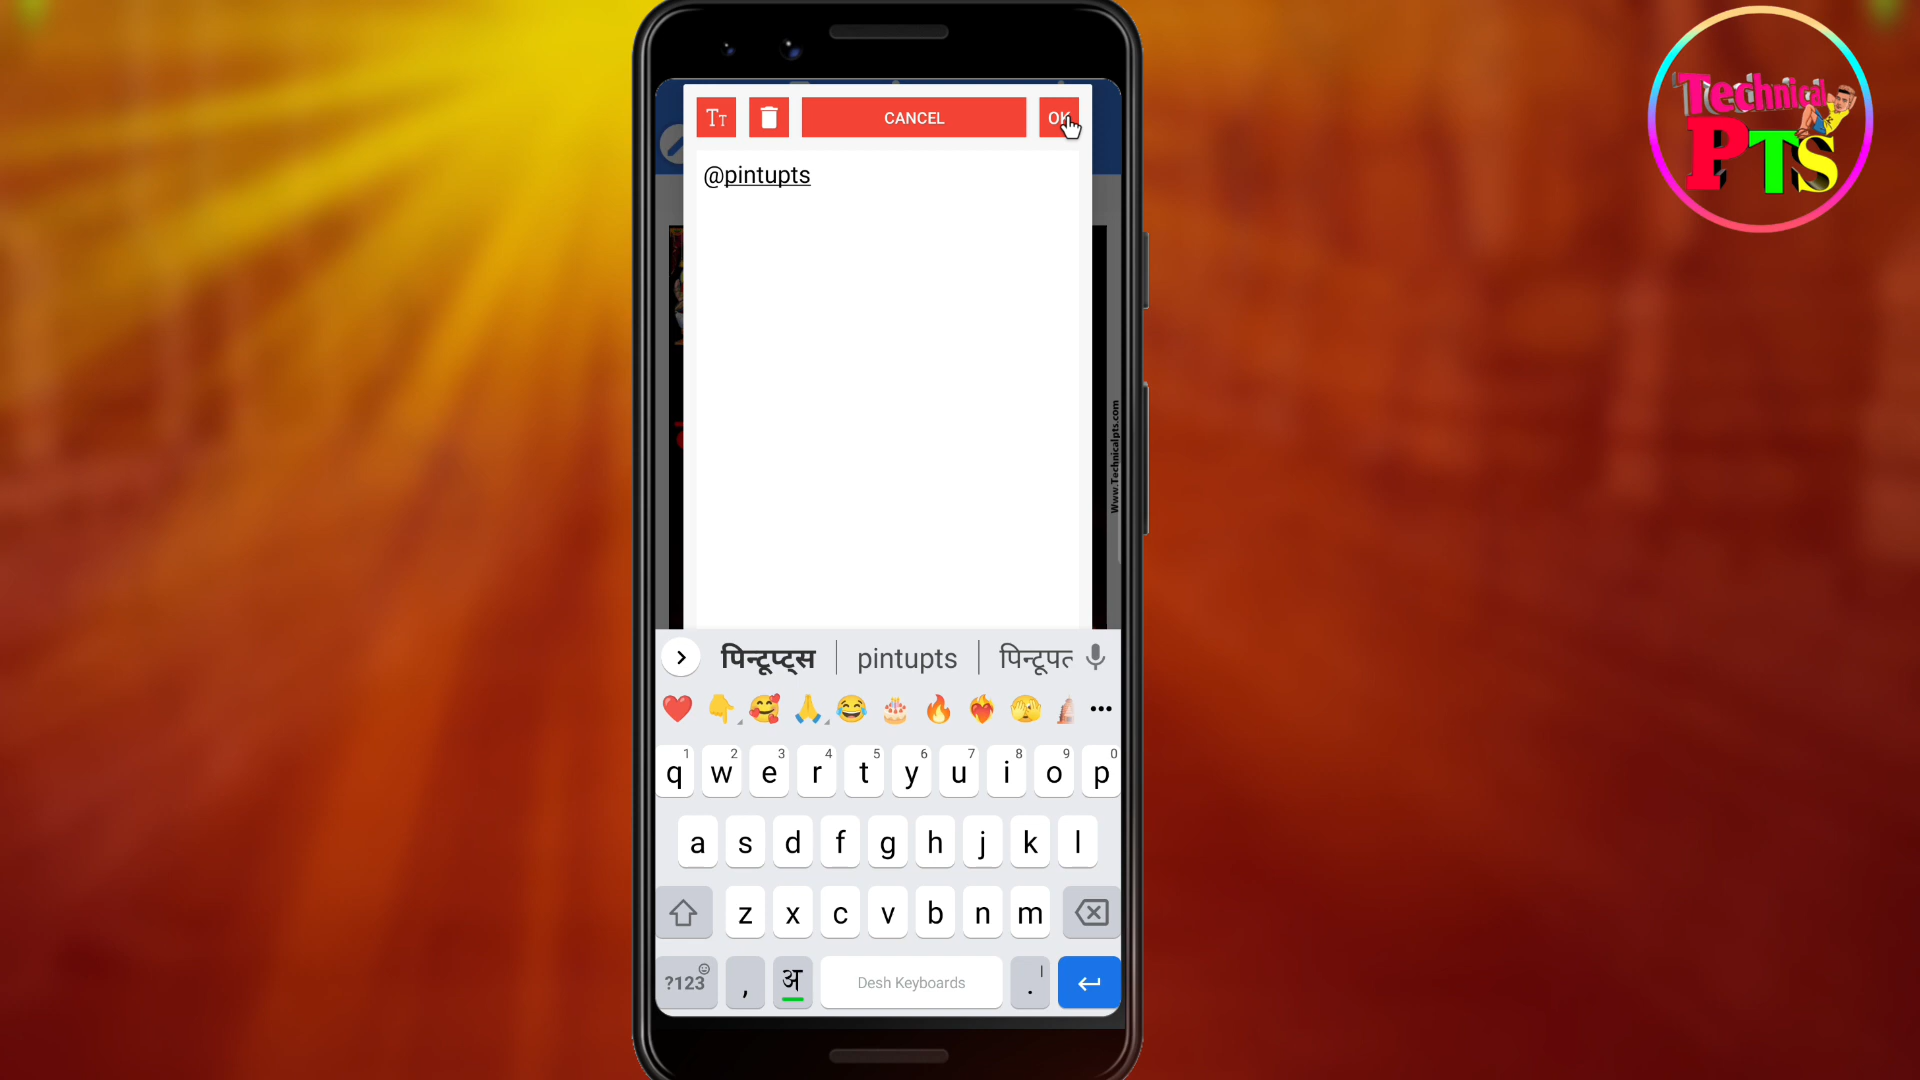 Technical
PTS
Tт CANCEL OK
@pintupts
Www.Technicalpts.com
पिन्टूप्ट्स pintupts पिन्टूपत
1 2 3 4 5 6 7 8 9 0
q w e r t y u i o p
a s d f g h j k l
z x c v b n m
?123 , अ Desh Keyboards . |